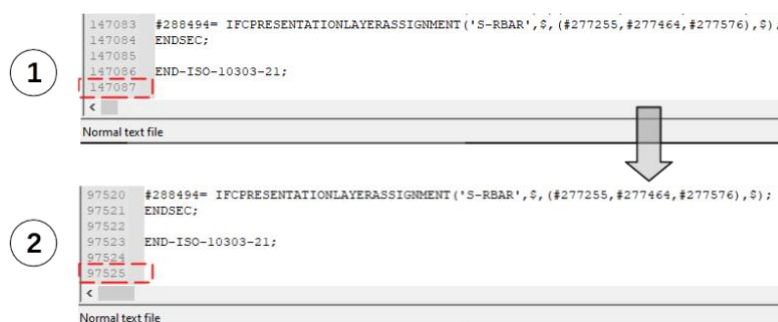 1
147083 #288494= IFCPRESENTATIONLAYERASSIGNMENT('S-RBAR',$,(#277255,#277464,#277576),$);
147084 ENDSEC;
147085
147086 END-ISO-10303-21;
147087
<
Normal text file
2
97520 #288494= IFCPRESENTATIONLAYERASSIGNMENT('S-RBAR',$,(#277255,#277464,#277576),$);
97521 ENDSEC;
97522
97523 END-ISO-10303-21;
97524
97525
<
Normal text file